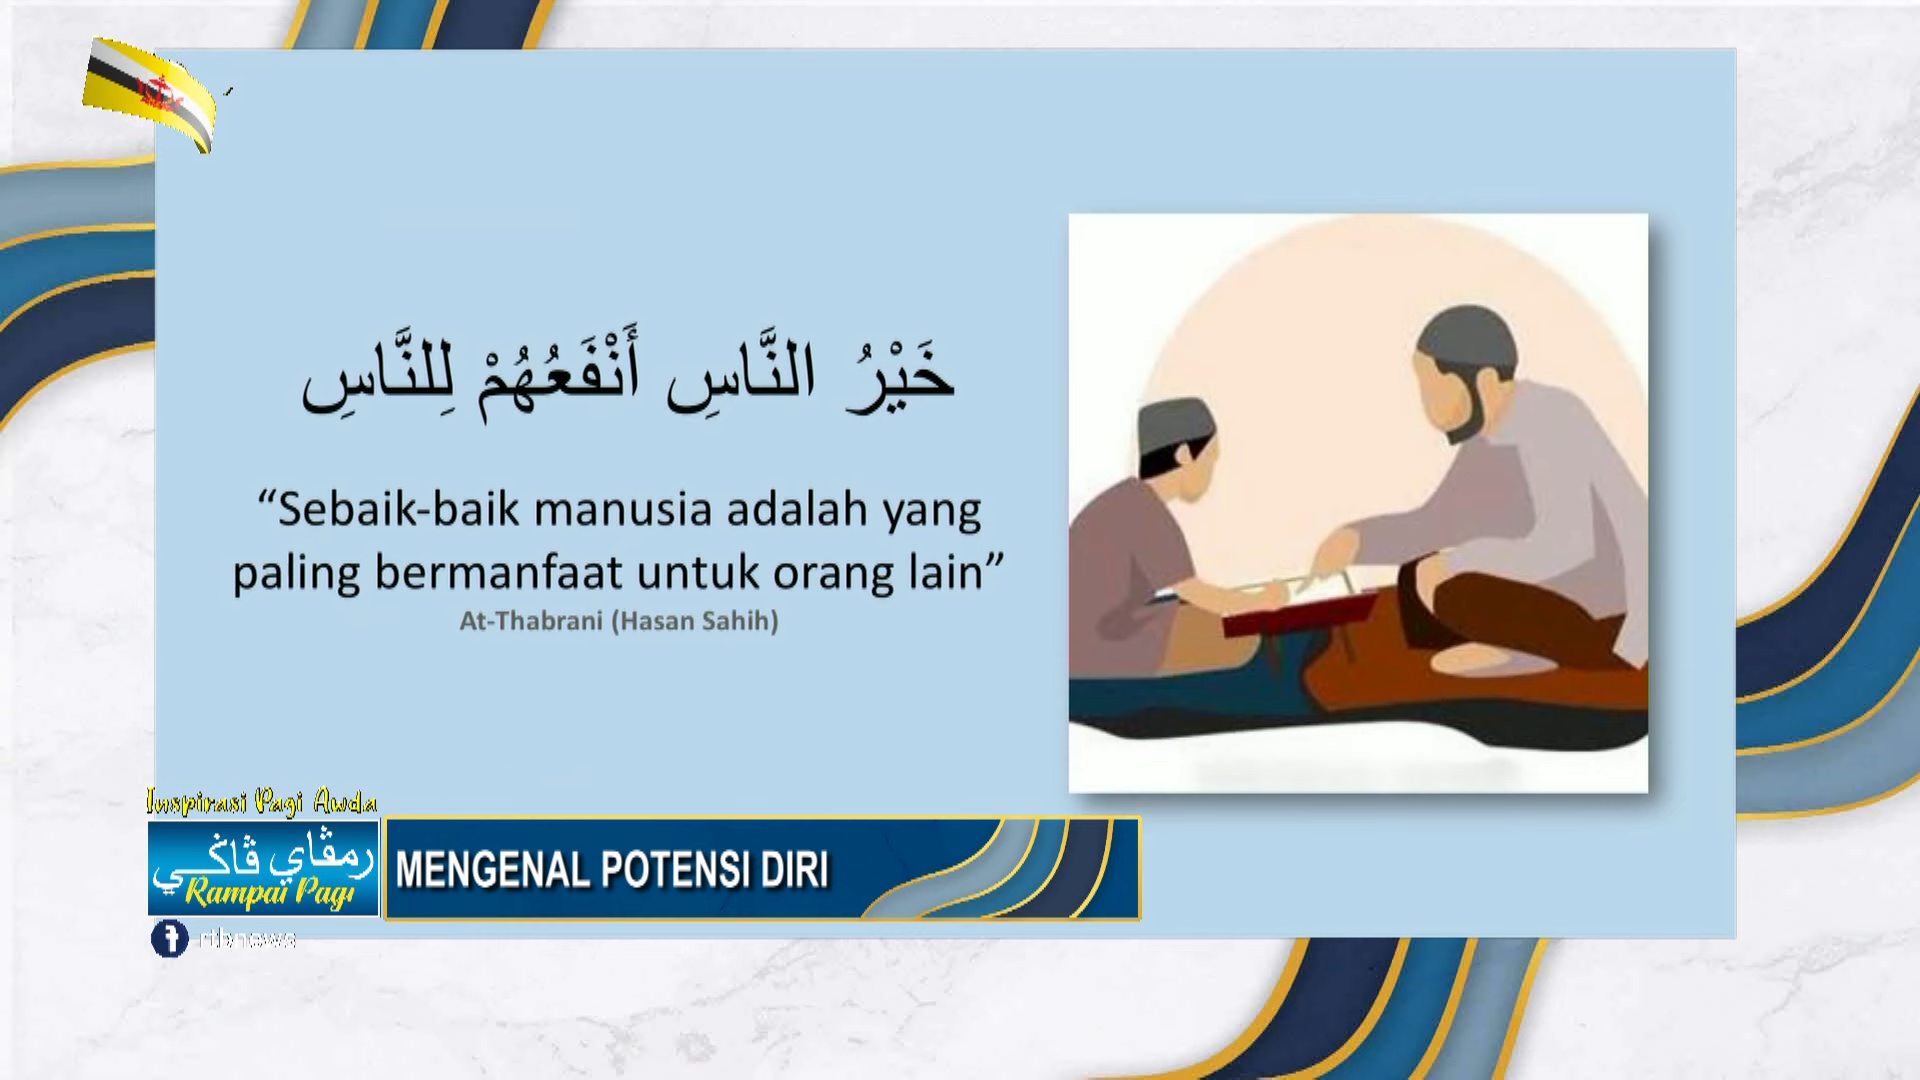 خَيْرُ النَّاسِ أَنْفَعُهُمْ لِلنَّاسِ
“Sebaik-baik manusia adalah yang
paling bermanfaat untuk orang lain”
At-Thabrani (Hasan Sahih)
Inspirasi Pagi Awda
رمڤاي ڤاݢي
Rampai Pagi
MENGENAL POTENSI DIRI
rtbnews